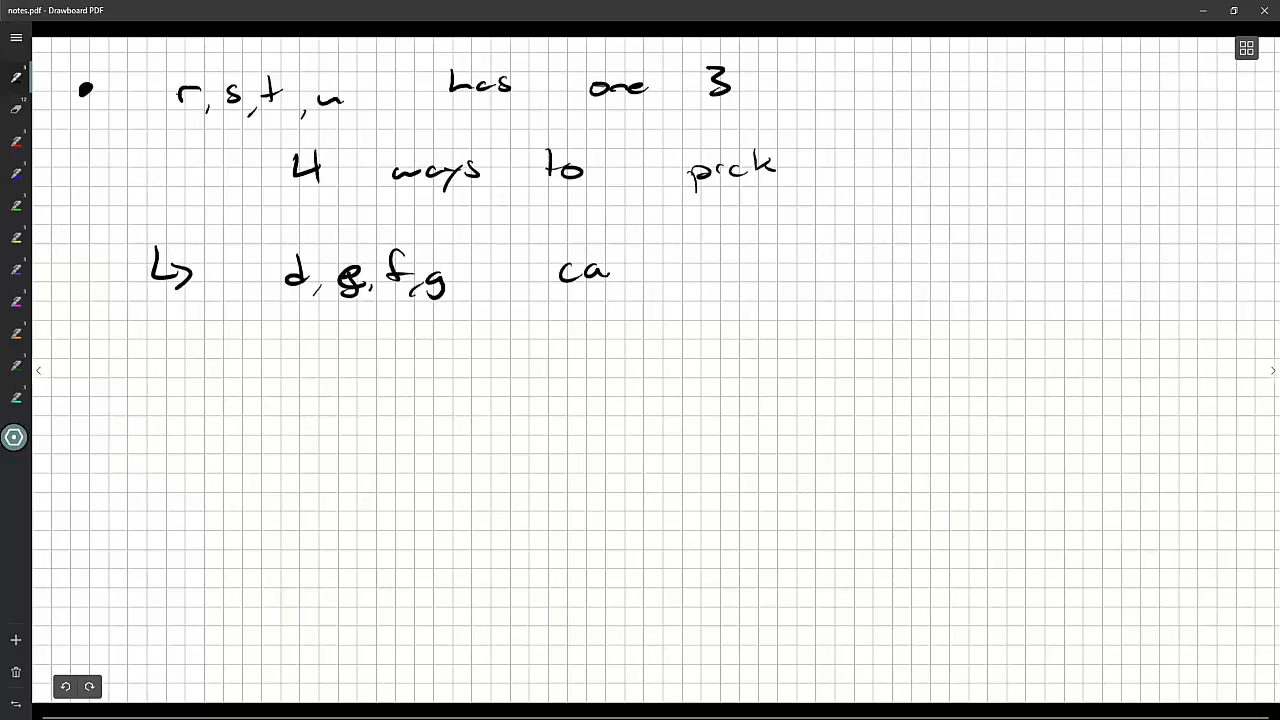 notes.pdf - Drawboard PDF
• r, s, t, u has one 3
4 ways to pick
↳ d, e, f, g ca